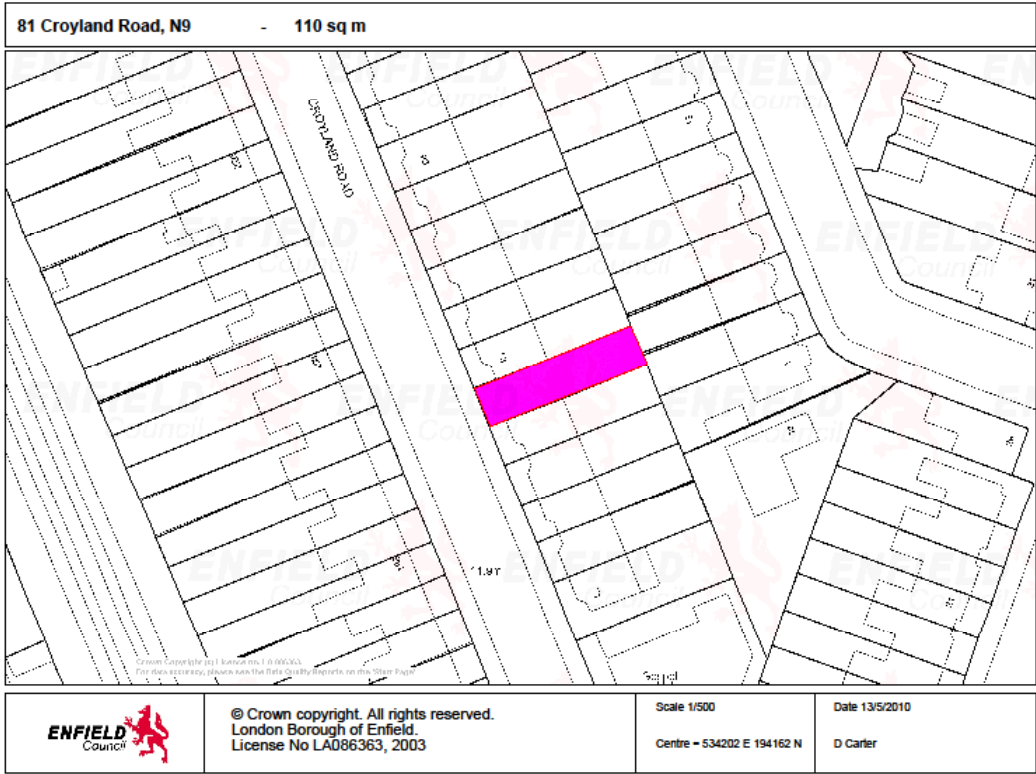 81 Croyland Road, N9 - 110 sq m
CROYLAND ROAD
ENFIELD
Council
© Crown copyright. All rights reserved.
London Borough of Enfield.
License No LA086363, 2003
Scale 1/500
Centre = 534202 E 194162 N
Date 13/5/2010
D Carter